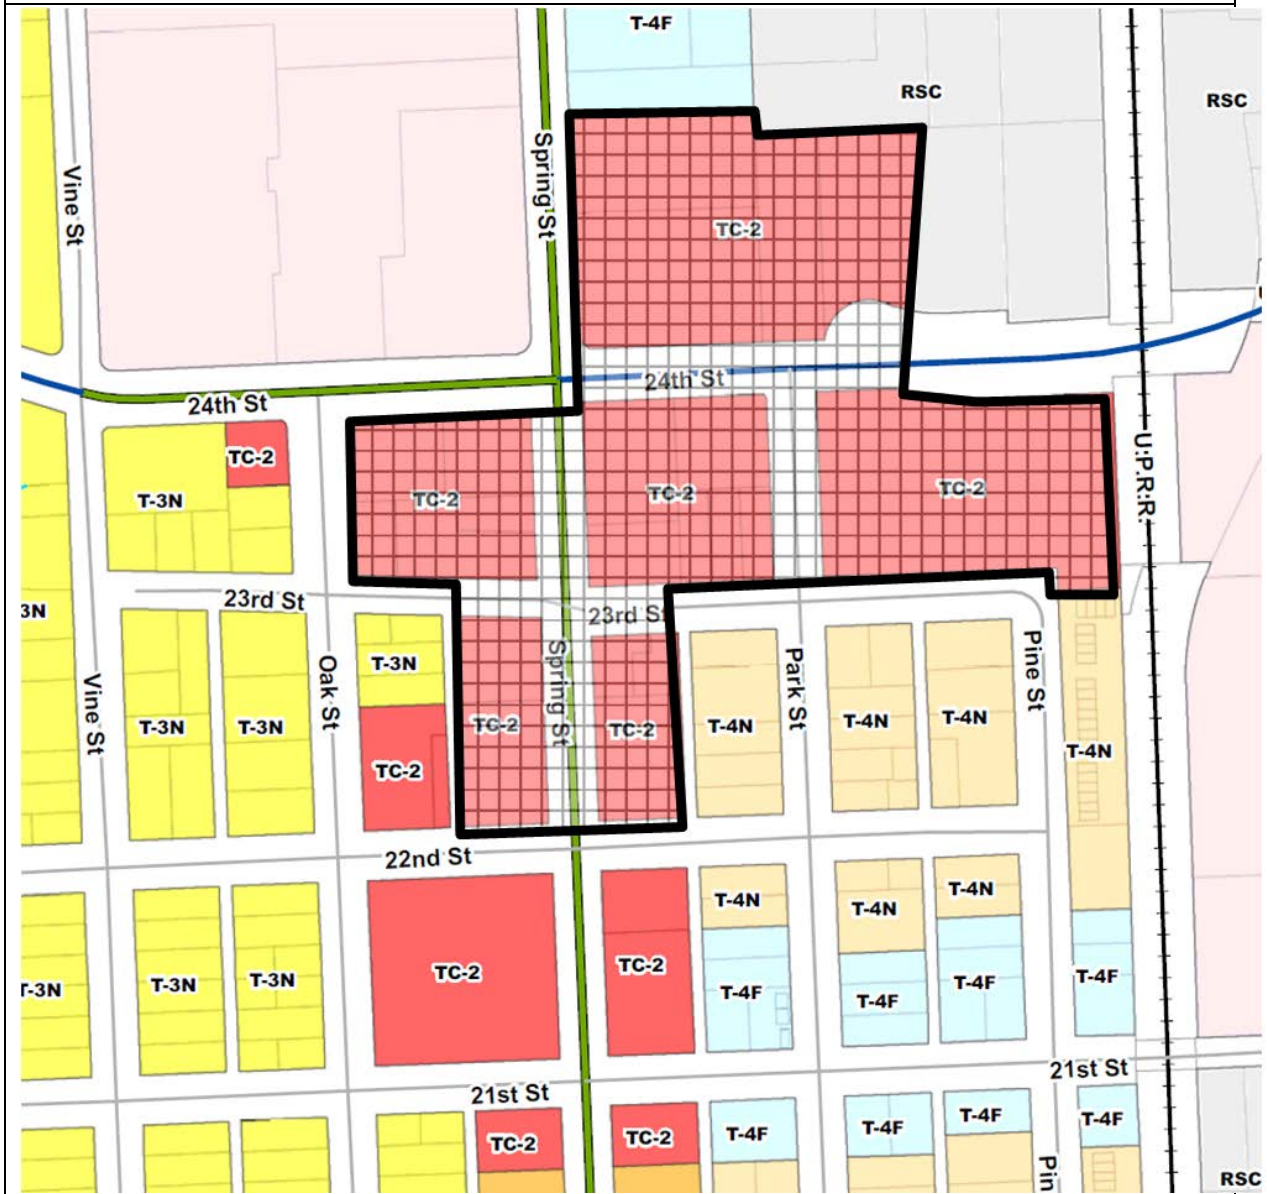 T-4F
RSC
RSC
Vine St
Spring St
TC-2
24th St
24th St
TC-2
T-3N
TC-2
TC-2
TC-2
U.P.R.R.
3N
23rd St
23rd St
T-3N
Vine St
T-3N
T-3N
Oak St
TC-2
TC-2
Spring St
TC-2
T-4N
Park St
T-4N
T-4N
Pine St
T-4N
22nd St
T-3N
T-3N
T-3N
TC-2
TC-2
T-4N
T-4F
T-4N
T-4F
T-4N
T-4F
T-4F
21st St
21st St
TC-2
TC-2
T-4F
T-4F
T-4F
T-4F
Pin
RSC